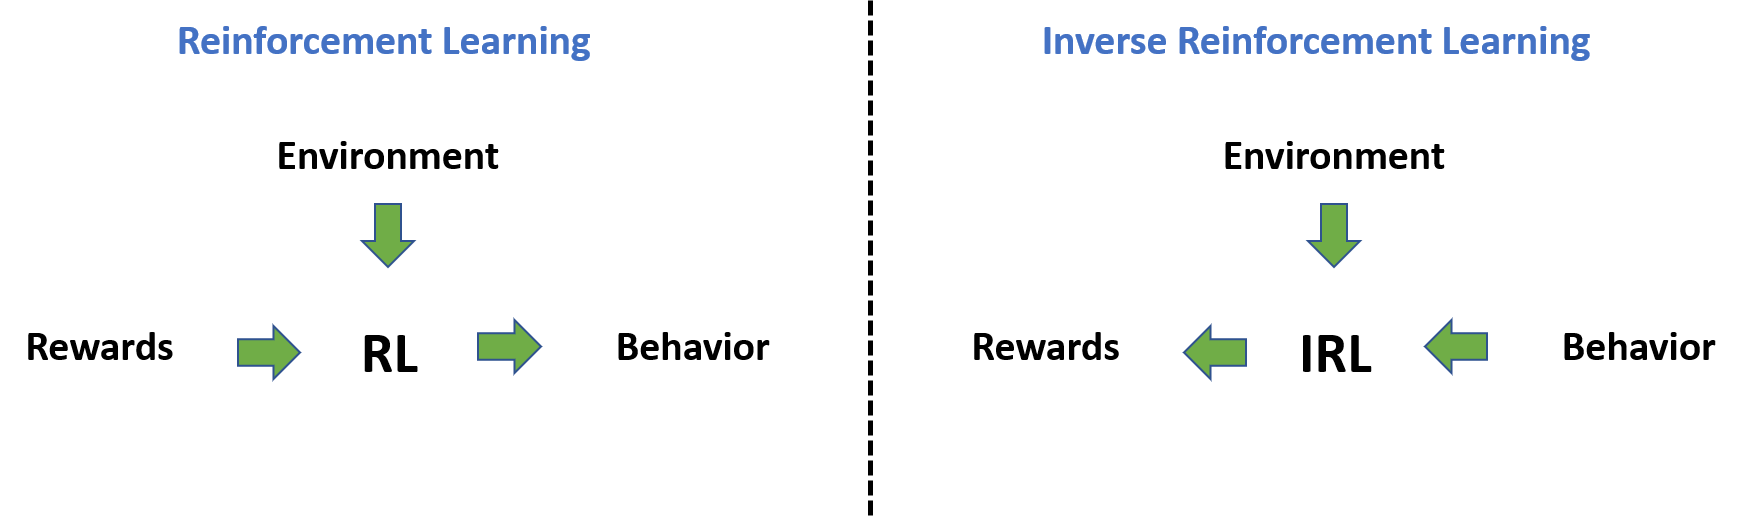 Reinforcement Learning
Environment
Rewards
RL
Behavior
Inverse Reinforcement Learning
Environment
Rewards
IRL
Behavior